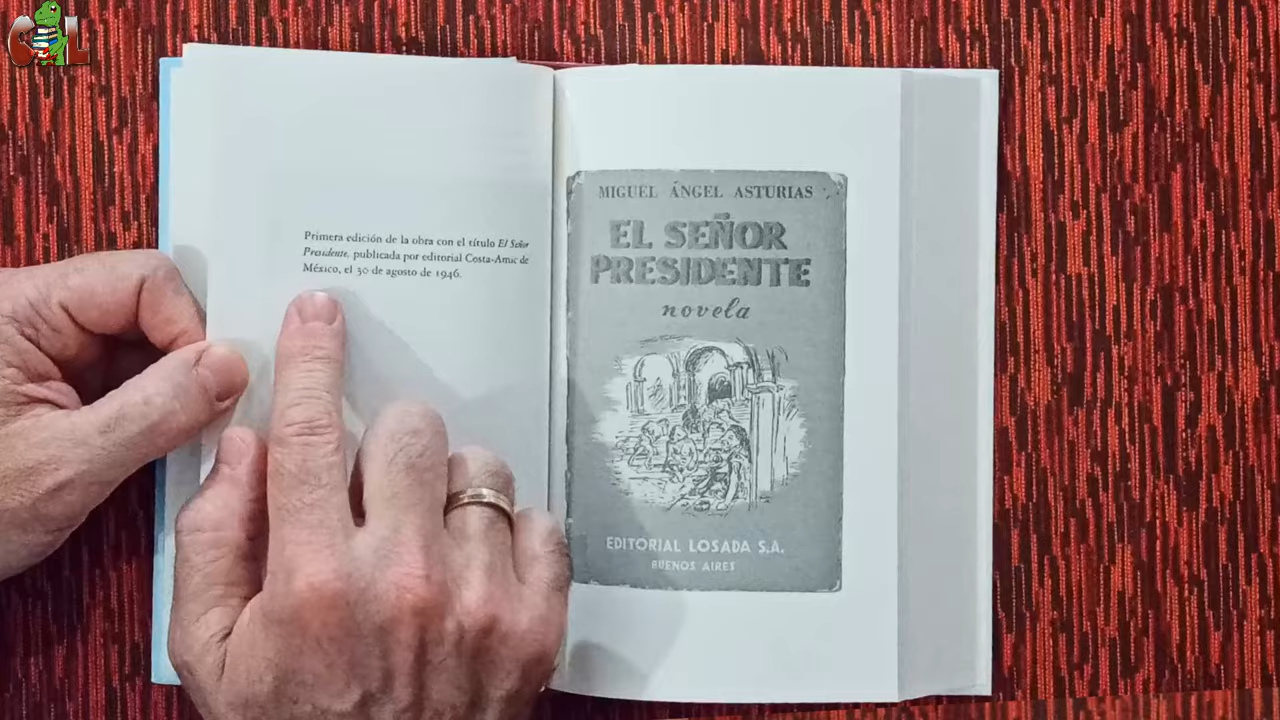 CIL
Primera edición de la obra con el título El Señor
Presidente, publicada por editorial Costa-Amic de
México, el 30 de agosto de 1946.
MIGUEL ÁNGEL ASTURIAS
EL SEÑOR
PRESIDENTE
novela
EDITORIAL LOSADA S.A.
BUENOS AIRES